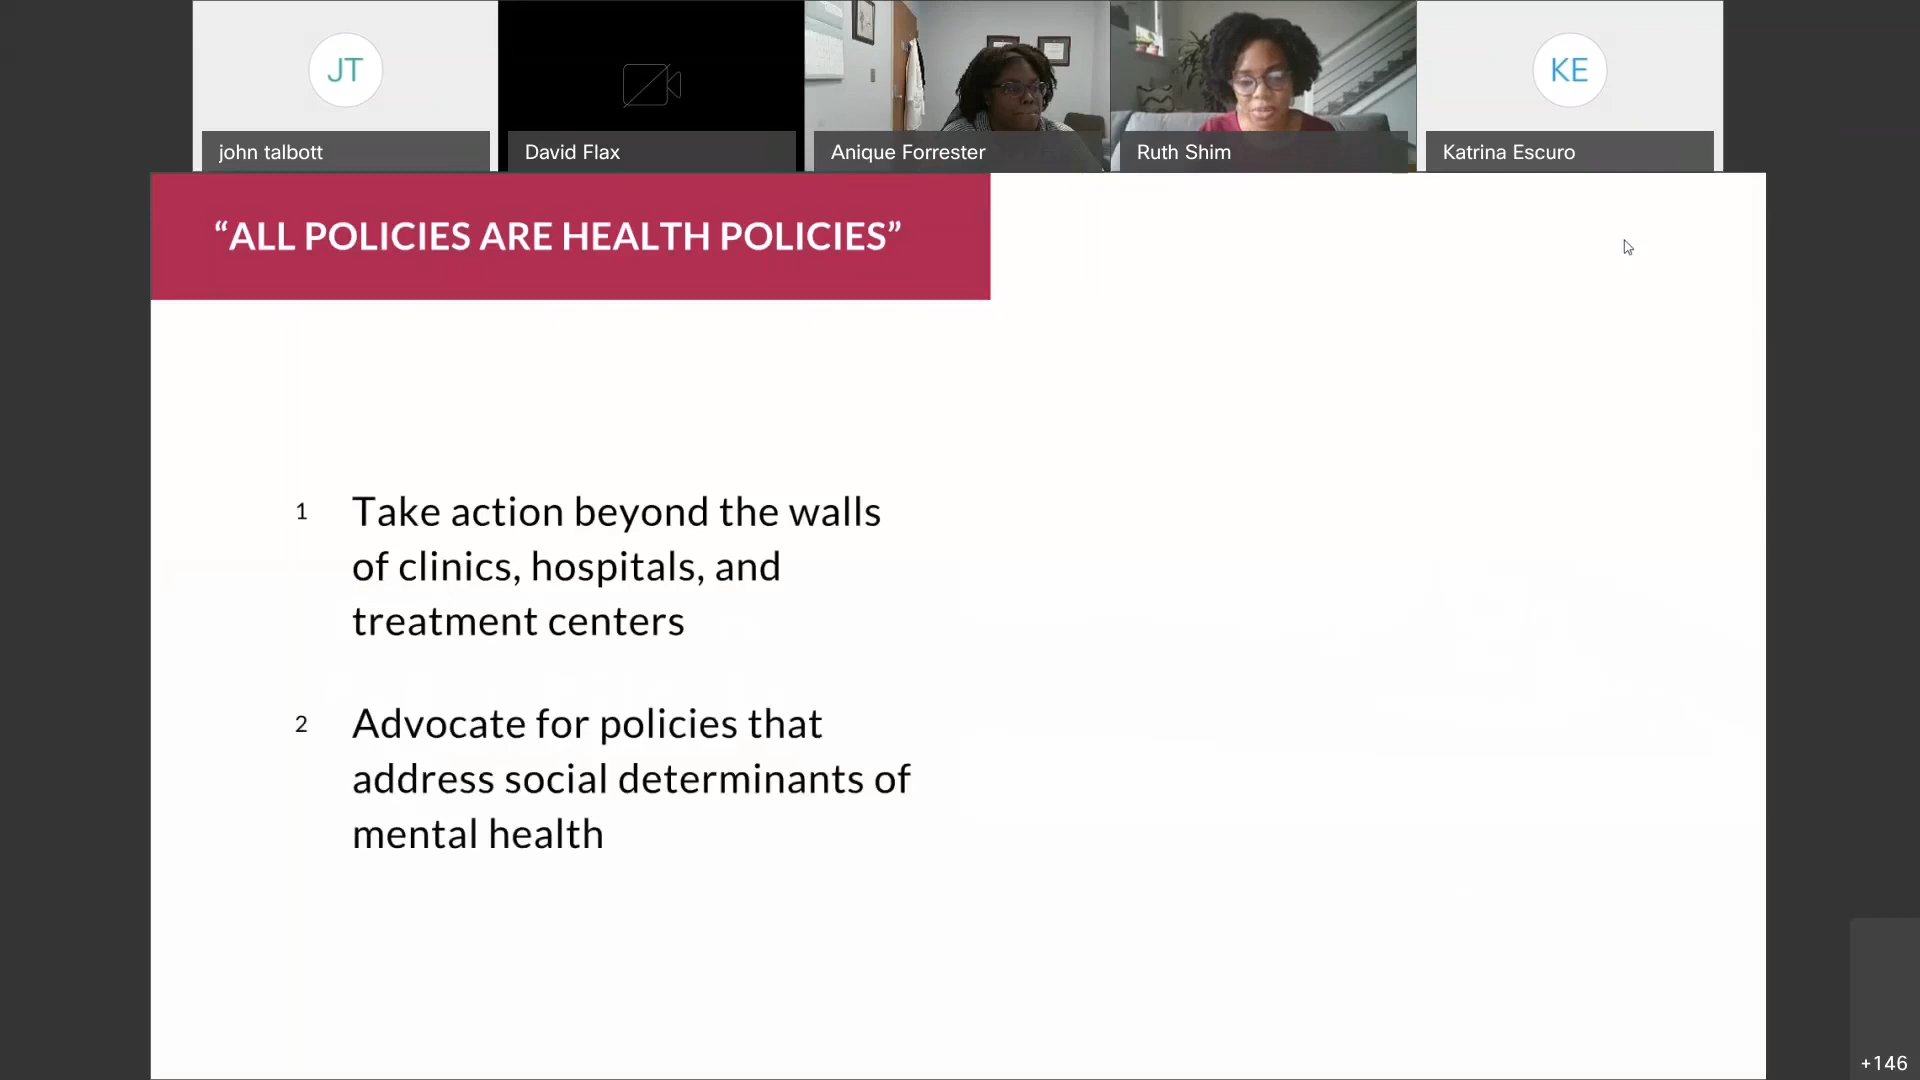 JT
KE
john talbott
David Flax
Anique Forrester
Ruth Shim
Katrina Escuro
“ALL POLICIES ARE HEALTH POLICIES”
1 Take action beyond the walls
of clinics, hospitals, and
treatment centers
2 Advocate for policies that
address social determinants of
mental health
+146